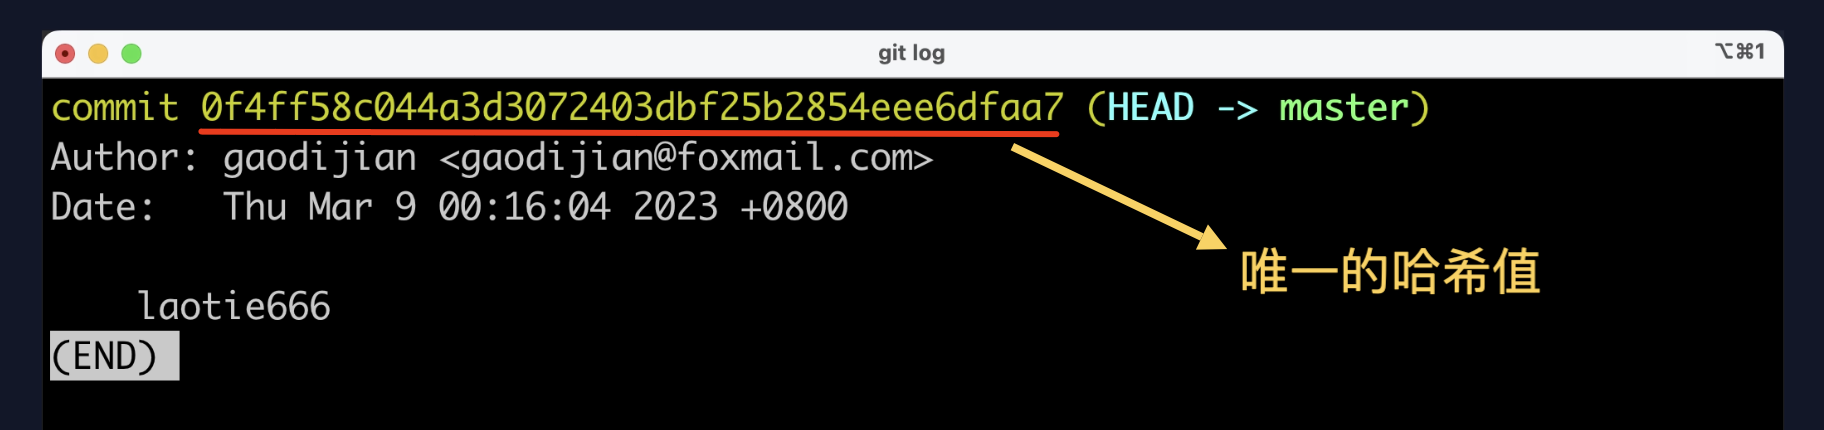 git log
⌥⌘1
commit 0f4ff58c044a3d3072403dbf25b2854eee6dfaa7 (HEAD -> master)
Author: gaodijian <gaodijian@foxmail.com>
Date:   Thu Mar 9 00:16:04 2023 +0800
唯一的哈希值
    laotie666
(END)